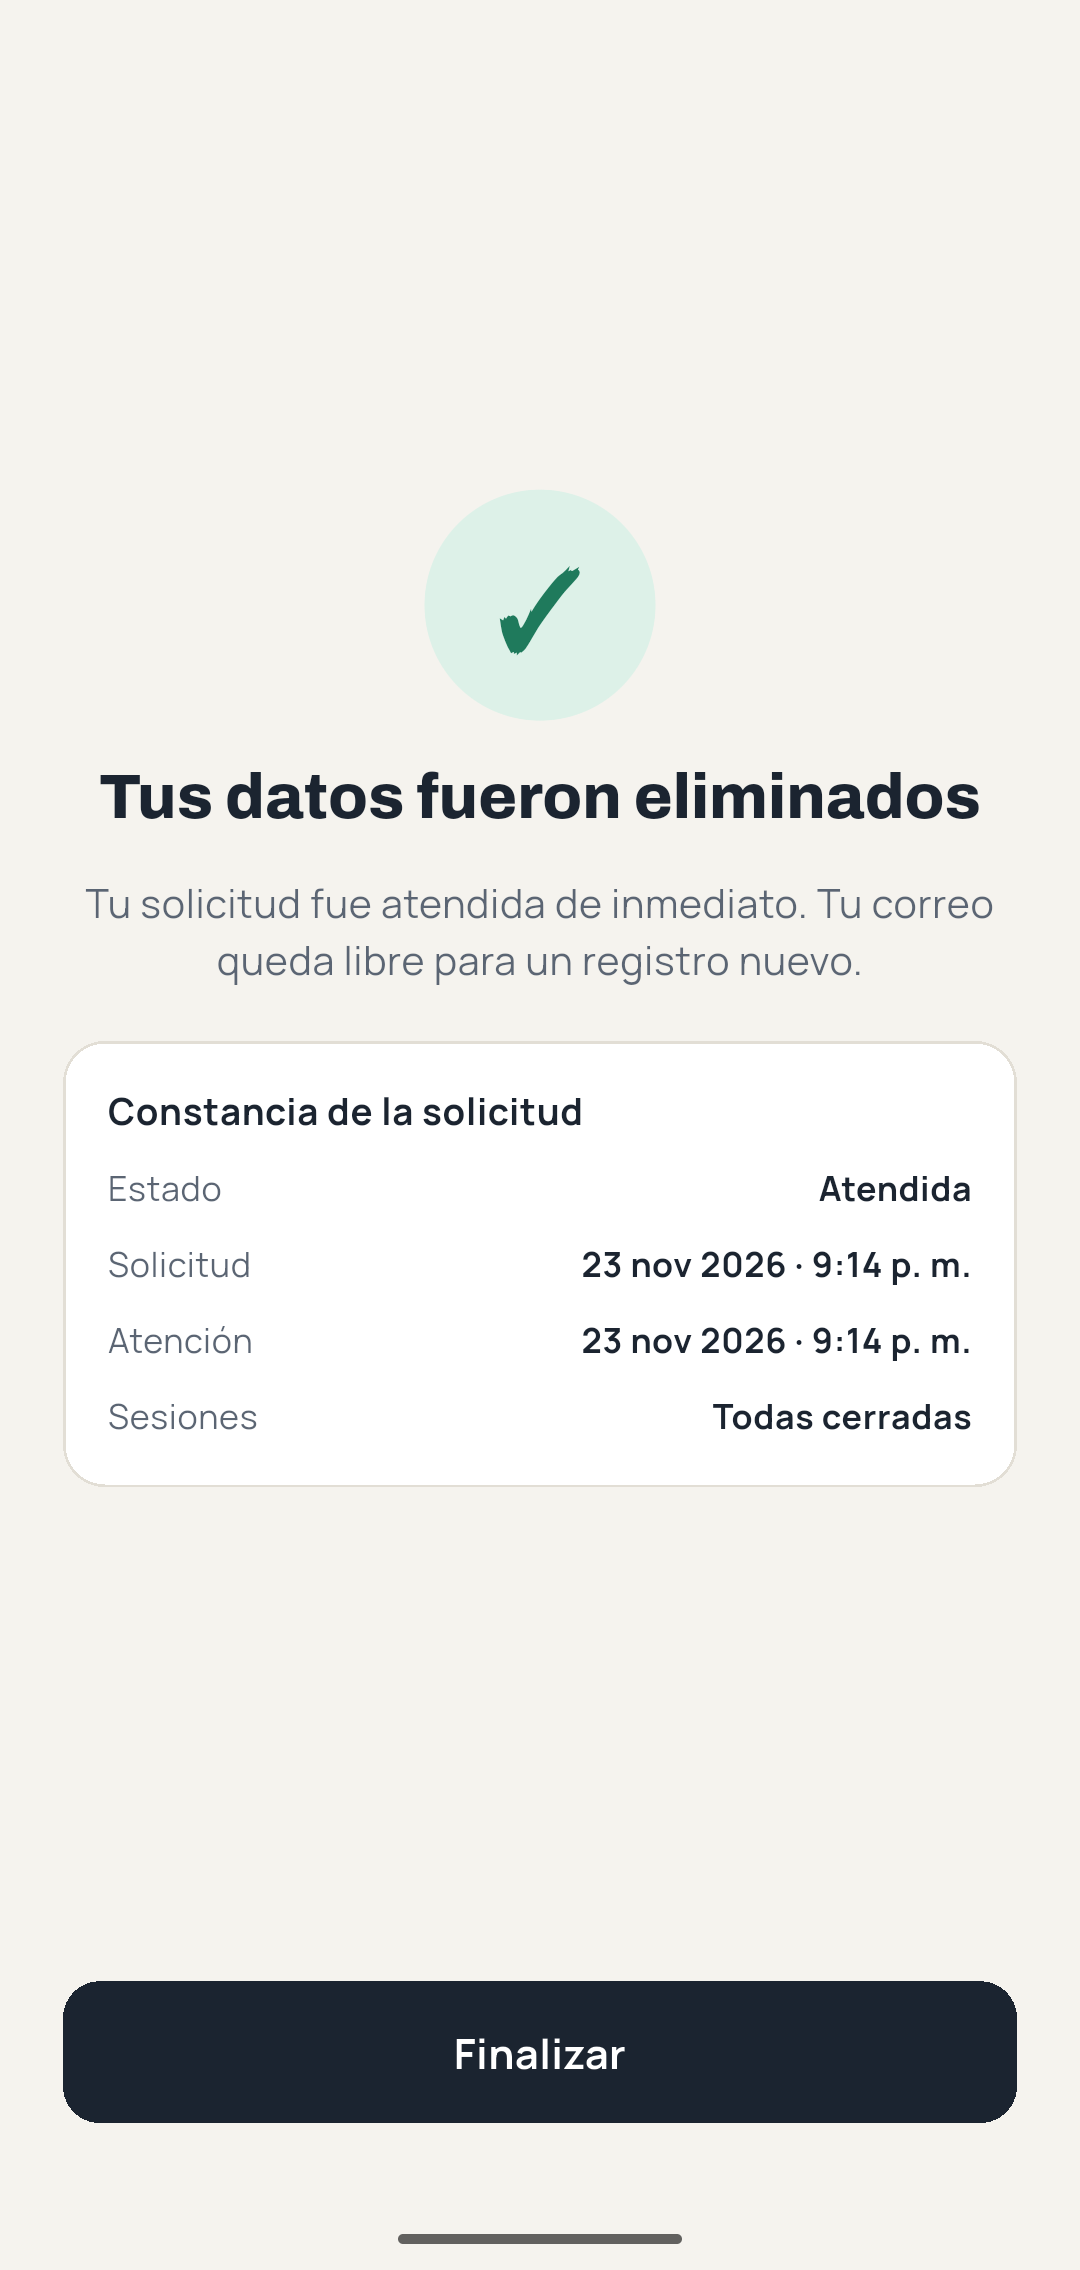 Tus datos fueron eliminados
Tu solicitud fue atendida de inmediato. Tu correo
queda libre para un registro nuevo.
Constancia de la solicitud
Estado Atendida
Solicitud 23 nov 2026 · 9:14 p. m.
Atención 23 nov 2026 · 9:14 p. m.
Sesiones Todas cerradas
Finalizar